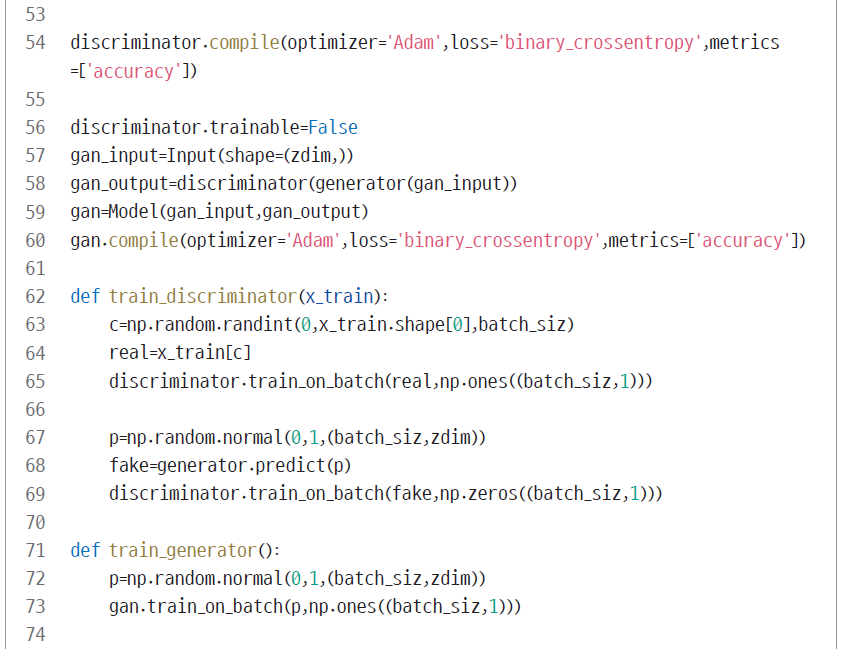 53
54 discriminator.compile(optimizer='Adam',loss='binary_crossentropy',metrics
=['accuracy'])
55
56 discriminator.trainable=False
57 gan_input=Input(shape=(zdim,))
58 gan_output=discriminator(generator(gan_input))
59 gan=Model(gan_input,gan_output)
60 gan.compile(optimizer='Adam',loss='binary_crossentropy',metrics=['accuracy'])
61
62 def train_discriminator(x_train):
63 c=np.random.randint(0,x_train.shape[0],batch_siz)
64 real=x_train[c]
65 discriminator.train_on_batch(real,np.ones((batch_siz,1)))
66
67 p=np.random.normal(0,1,(batch_siz,zdim))
68 fake=generator.predict(p)
69 discriminator.train_on_batch(fake,np.zeros((batch_siz,1)))
70
71 def train_generator():
72 p=np.random.normal(0,1,(batch_siz,zdim))
73 gan.train_on_batch(p,np.ones((batch_siz,1)))
74